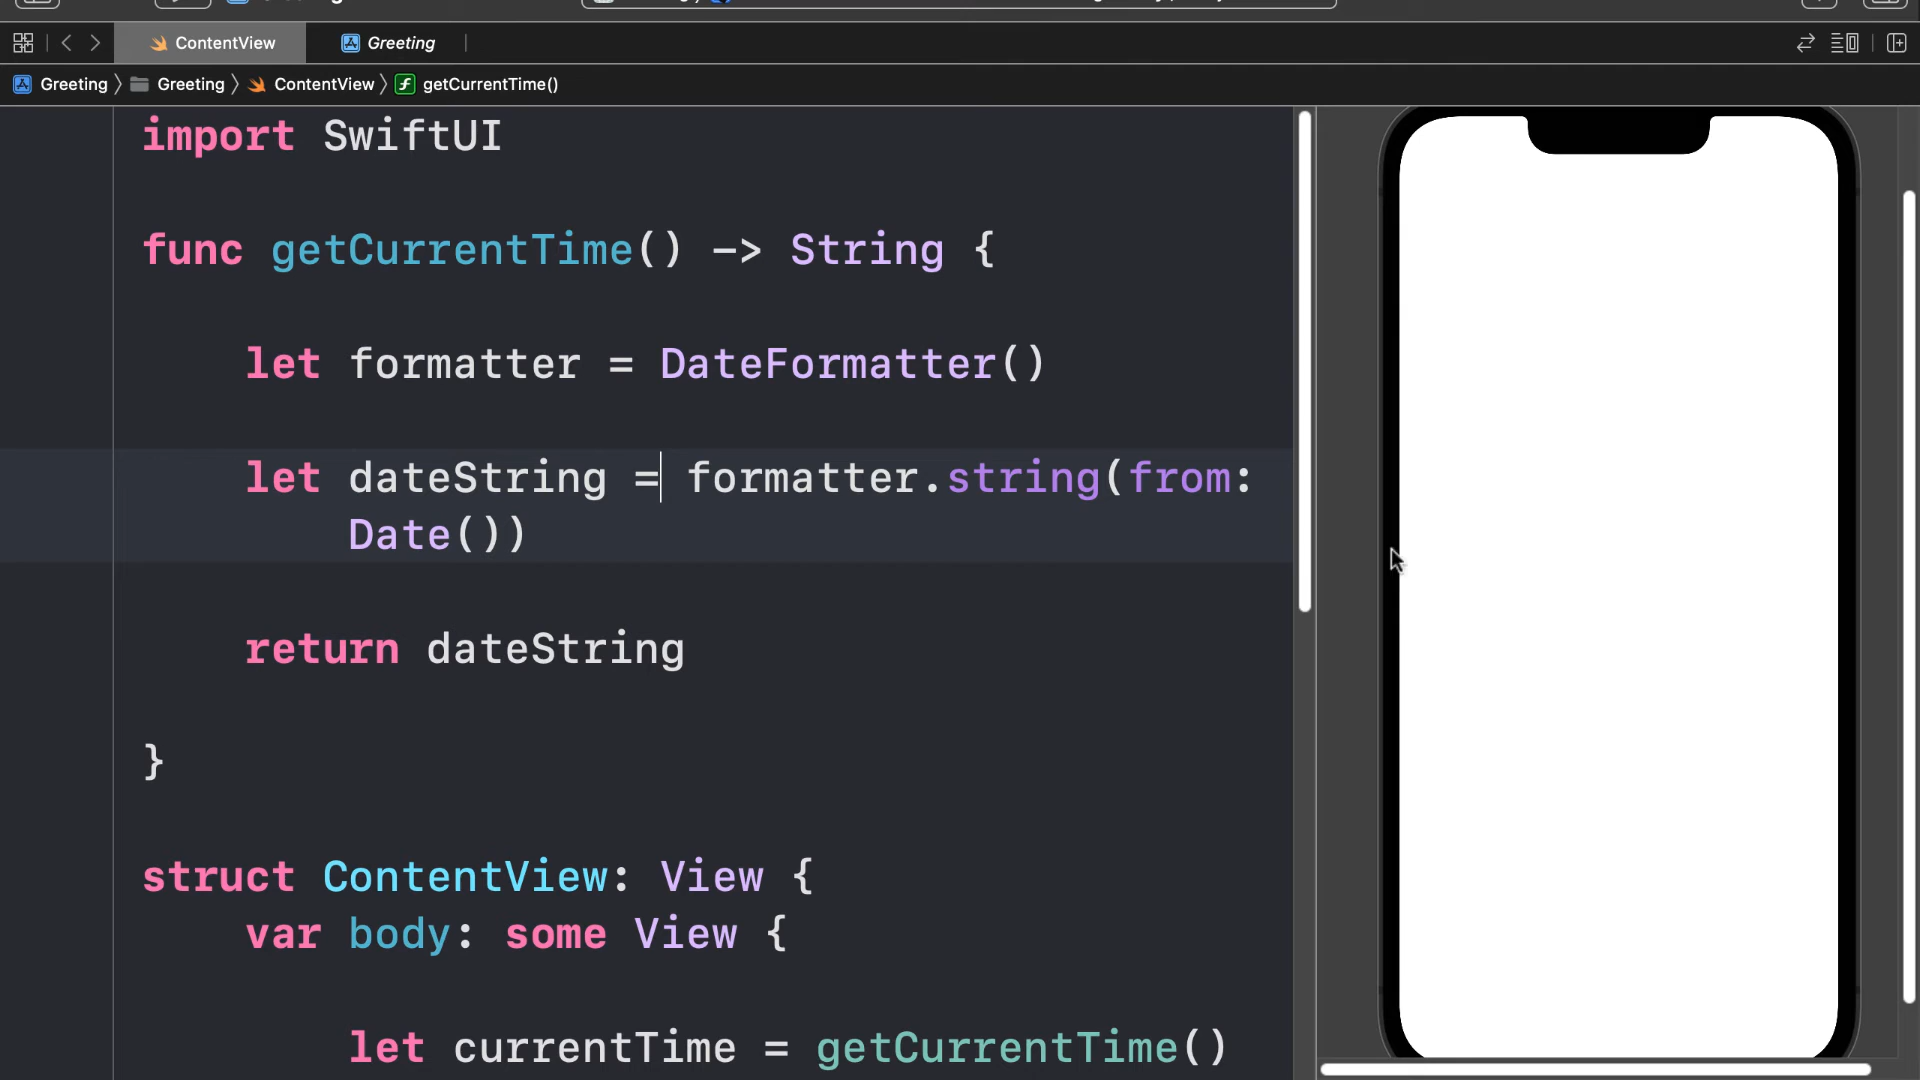 ContentView
Greeting
Greeting
Greeting
ContentView
getCurrentTime()
import SwiftUI
func getCurrentTime() -> String {
let formatter = DateFormatter()
let dateString = formatter.string(from:
Date())
return dateString
}
struct ContentView: View {
var body: some View {
let currentTime = getCurrentTime()